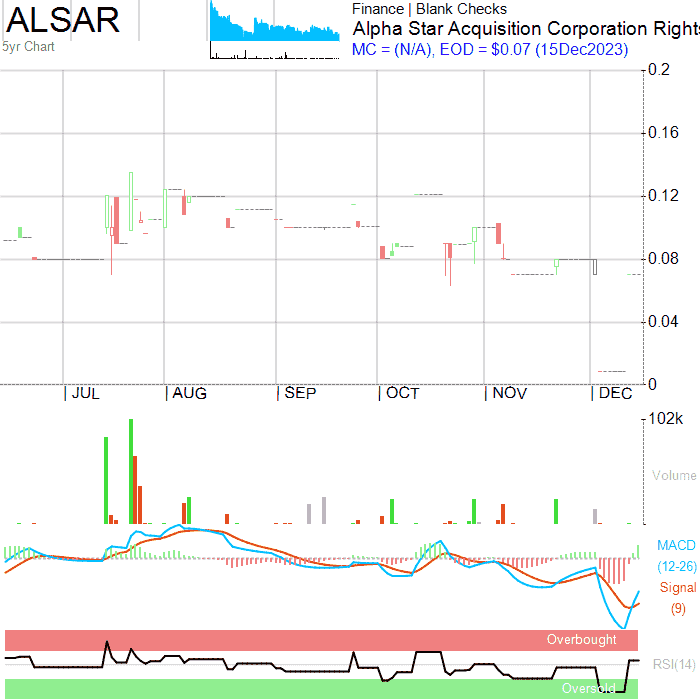 ALSAR
5yr Chart
Finance | Blank Checks
Alpha Star Acquisition Corporation Rights
MC = (N/A), EOD = $0.07 (15Dec2023)
0.2
0.16
0.12
0.08
0.04
0
JUL AUG SEP OCT NOV DEC
102k
Volume
MACD
(12-26)
Signal
(9)
Overbought
RSI(14)
Oversold